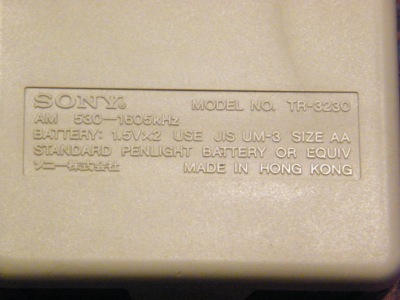 SONY® MODEL NO. TR-3230
AM 530-1605kHz
BATTERY: 1.5V×2 USE JIS UM-3 SIZE AA
STANDARD PENLIGHT BATTERY OR EQUIV
ソニー株式会社 MADE IN HONG KONG